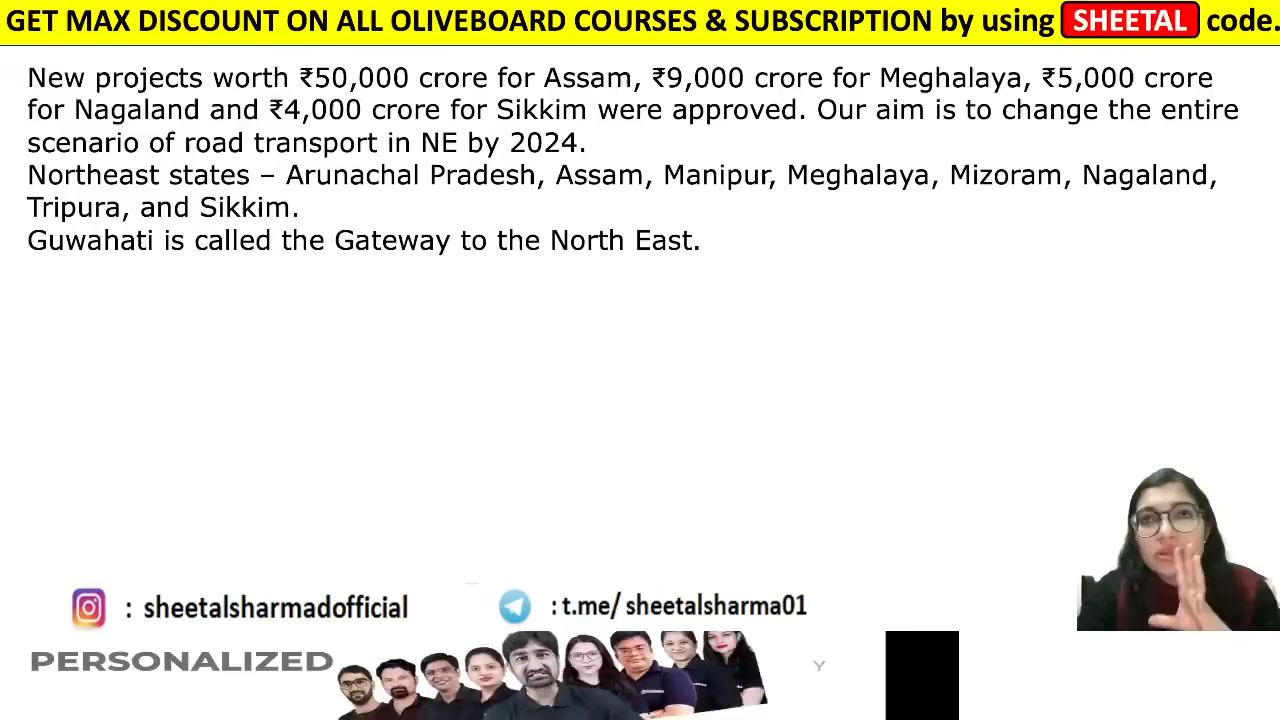 GET MAX DISCOUNT ON ALL OLIVEBOARD COURSES & SUBSCRIPTION by using SHEETAL code.
New projects worth ₹50,000 crore for Assam, ₹9,000 crore for Meghalaya, ₹5,000 crore
for Nagaland and ₹4,000 crore for Sikkim were approved. Our aim is to change the entire
scenario of road transport in NE by 2024.
Northeast states – Arunachal Pradesh, Assam, Manipur, Meghalaya, Mizoram, Nagaland,
Tripura, and Sikkim.
Guwahati is called the Gateway to the North East.
: sheetalsharmadofficial
: t.me/ sheetalsharma01
PERSONALIZED
Y